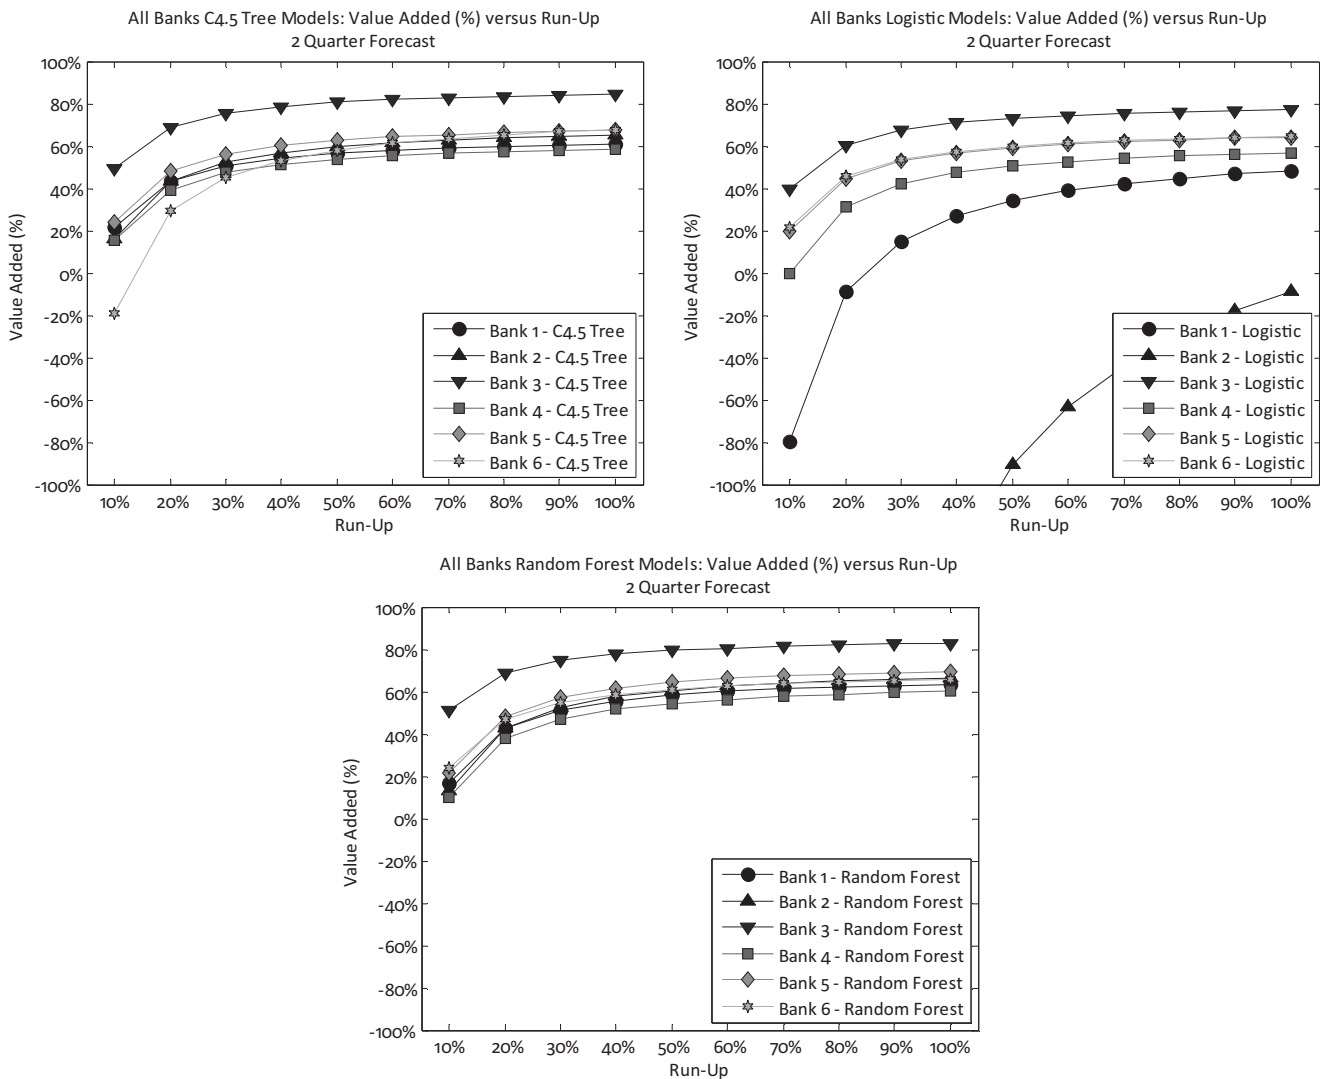 All Banks C4.5 Tree Models: Value Added (%) versus Run-Up
2 Quarter Forecast
100%
80%
60%
40%
20%
0%
-20%
-40%
-60%
-80%
-100%
Value Added (%)
10% 20% 30% 40% 50% 60% 70% 80% 90% 100%
Run-Up
Bank 1 - C4.5 Tree
Bank 2 - C4.5 Tree
Bank 3 - C4.5 Tree
Bank 4 - C4.5 Tree
Bank 5 - C4.5 Tree
Bank 6 - C4.5 Tree
All Banks Logistic Models: Value Added (%) versus Run-Up
2 Quarter Forecast
100%
80%
60%
40%
20%
0%
-20%
-40%
-60%
-80%
-100%
Value Added (%)
10% 20% 30% 40% 50% 60% 70% 80% 90% 100%
Run-Up
Bank 1 - Logistic
Bank 2 - Logistic
Bank 3 - Logistic
Bank 4 - Logistic
Bank 5 - Logistic
Bank 6 - Logistic
All Banks Random Forest Models: Value Added (%) versus Run-Up
2 Quarter Forecast
100%
80%
60%
40%
20%
0%
-20%
-40%
-60%
-80%
-100%
Value Added (%)
10% 20% 30% 40% 50% 60% 70% 80% 90% 100%
Run-Up
Bank 1 - Random Forest
Bank 2 - Random Forest
Bank 3 - Random Forest
Bank 4 - Random Forest
Bank 5 - Random Forest
Bank 6 - Random Forest